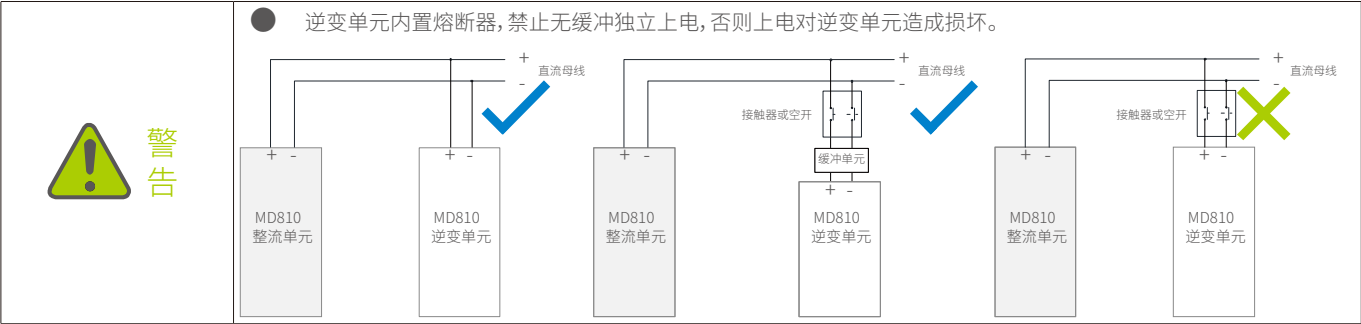 警
告
● 逆变单元内置熔断器,禁止无缓冲独立上电,否则上电对逆变单元造成损坏。
+
直流母线
-
+ -
MD810
整流单元
+ -
MD810
逆变单元
+
直流母线
-
接触器或空开
缓冲单元
+ -
MD810
整流单元
+ -
MD810
逆变单元
+
直流母线
-
接触器或空开
+ -
MD810
整流单元
+ -
MD810
逆变单元